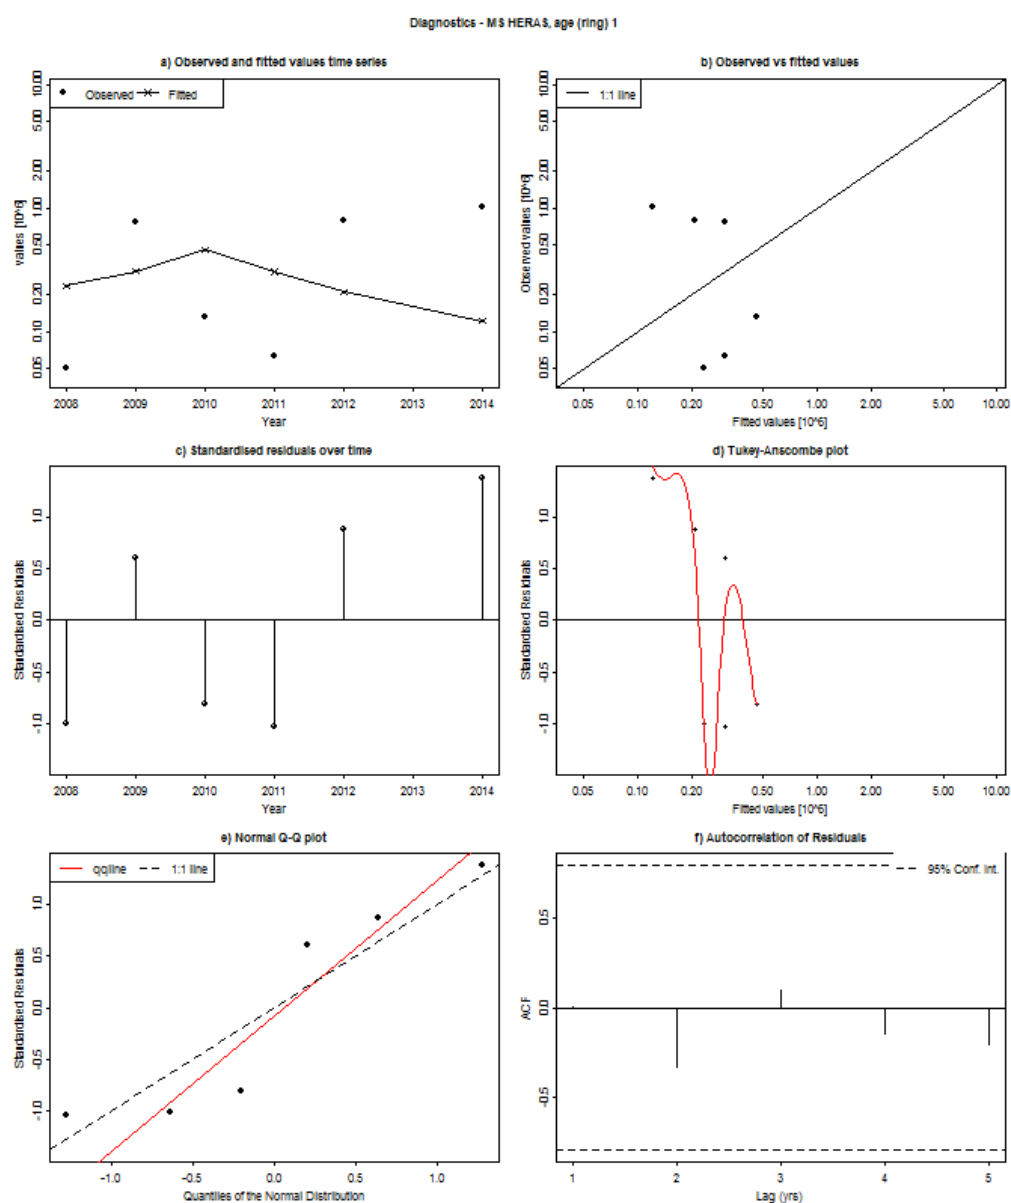 Diagnostics - MS HERAS, age (ring) 1
a) Observed and fitted values time series
Observed Fitted
values [10^6]
0.05 0.10 0.20 0.50 1.00 2.00 5.00 10.00
2008 2009 2010 2011 2012 2013 2014
Year
b) Observed vs fitted values
1:1 line
Observed values [10^6]
0.05 0.10 0.20 0.50 1.00 2.00 5.00 10.00
0.05 0.10 0.20 0.50 1.00 2.00 5.00 10.00
Fitted values [10^6]
c) Standardised residuals over time
Standardised Residuals
-1.0 -0.5 0.0 0.5 1.0
2008 2009 2010 2011 2012 2013 2014
Year
d) Tukey-Anscombe plot
Standardised Residuals
-1.0 -0.5 0.0 0.5 1.0
0.05 0.10 0.20 0.50 1.00 2.00 5.00 10.00
Fitted values [10^6]
e) Normal Q-Q plot
qqline 1:1 line
Standardised Residuals
-1.0 -0.5 0.0 0.5 1.0
-1.0 -0.5 0.0 0.5 1.0
Quantiles of the Normal Distribution
f) Autocorrelation of Residuals
95% Conf. Int.
ACF
-0.5 0.0 0.5
1 2 3 4 5
Lag (yrs)